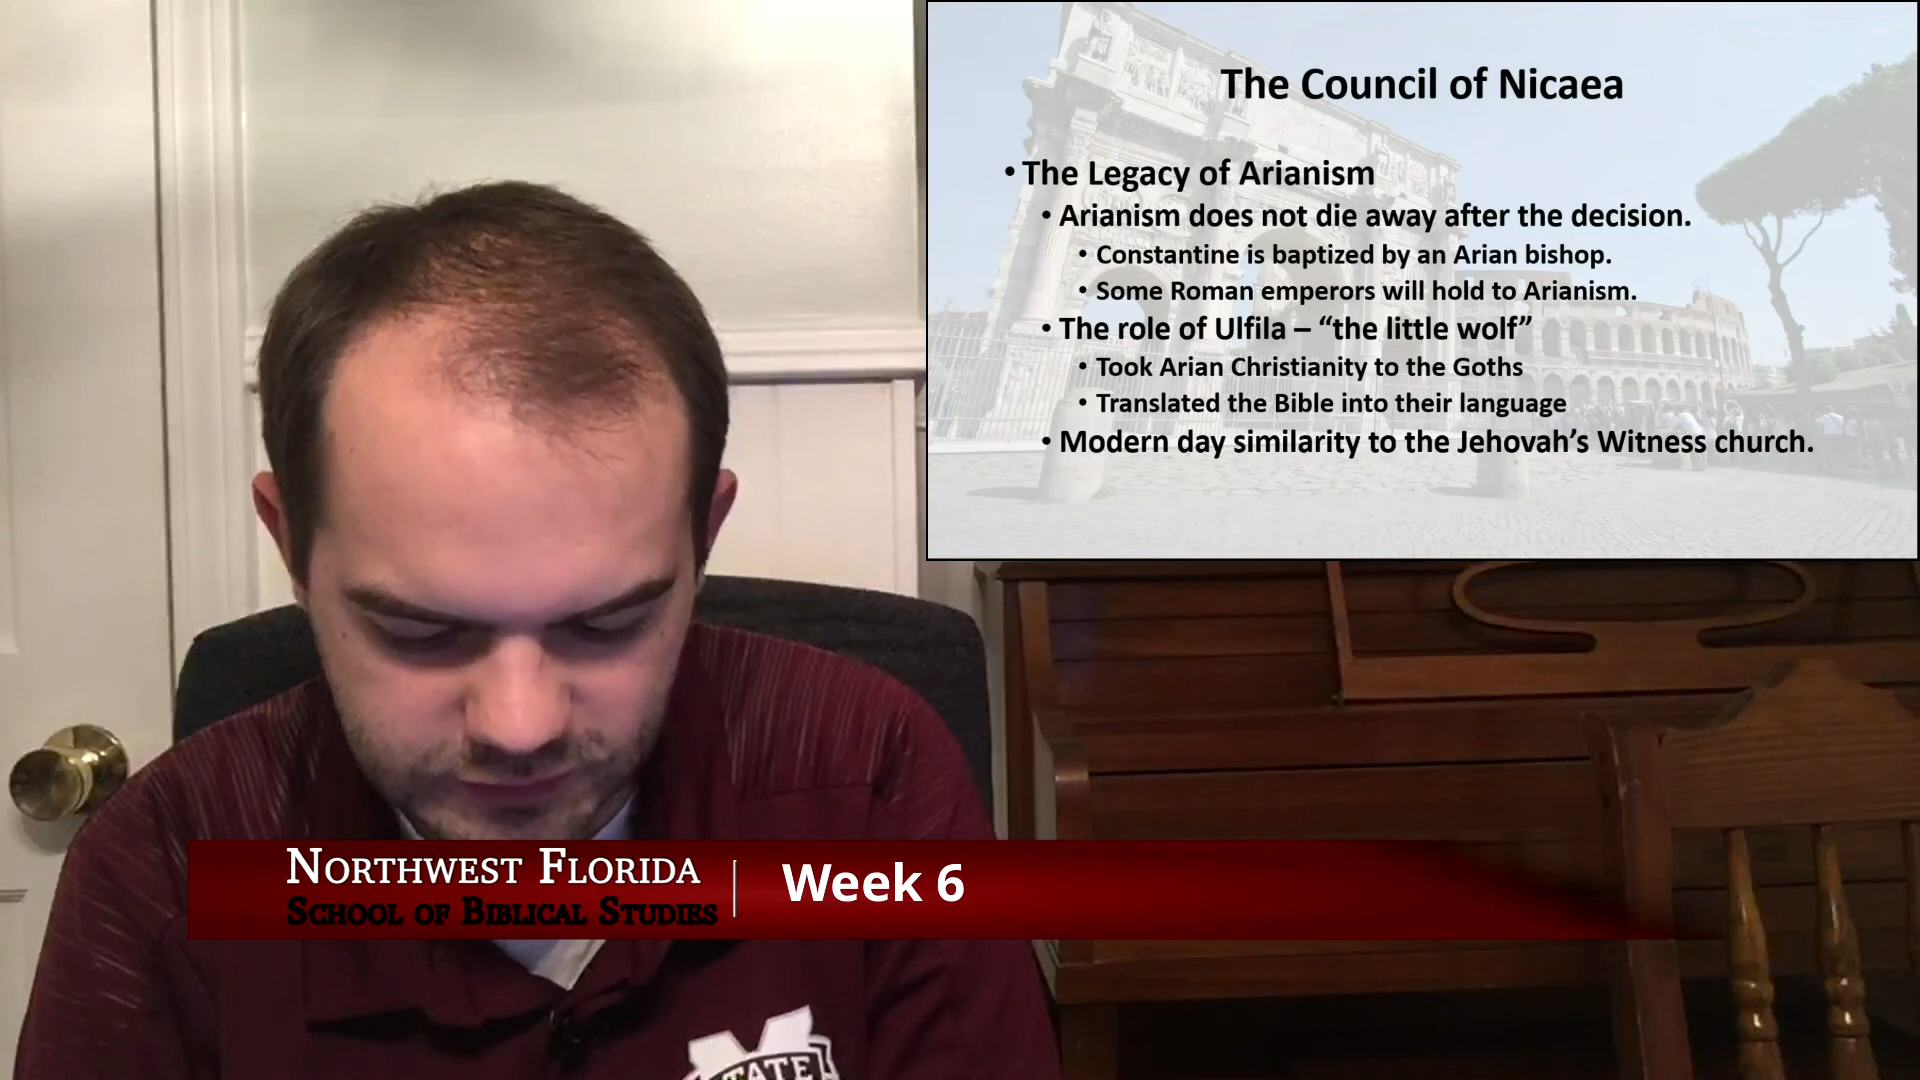 The Council of Nicaea
• The Legacy of Arianism
• Arianism does not die away after the decision.
• Constantine is baptized by an Arian bishop.
• Some Roman emperors will hold to Arianism.
• The role of Ulfila – “the little wolf”
• Took Arian Christianity to the Goths
• Translated the Bible into their language
• Modern day similarity to the Jehovah’s Witness church.
Northwest Florida
School of Biblical Studies
Week 6
STATE